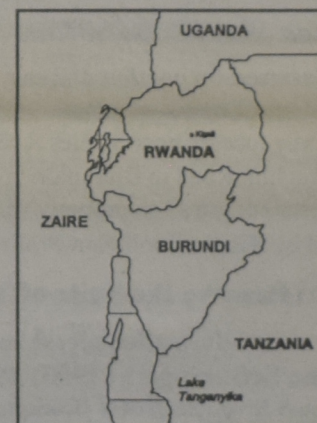 UGANDA
Kigali
RWANDA
ZAIRE
BURUNDI
TANZANIA
Lake
Tanganyika